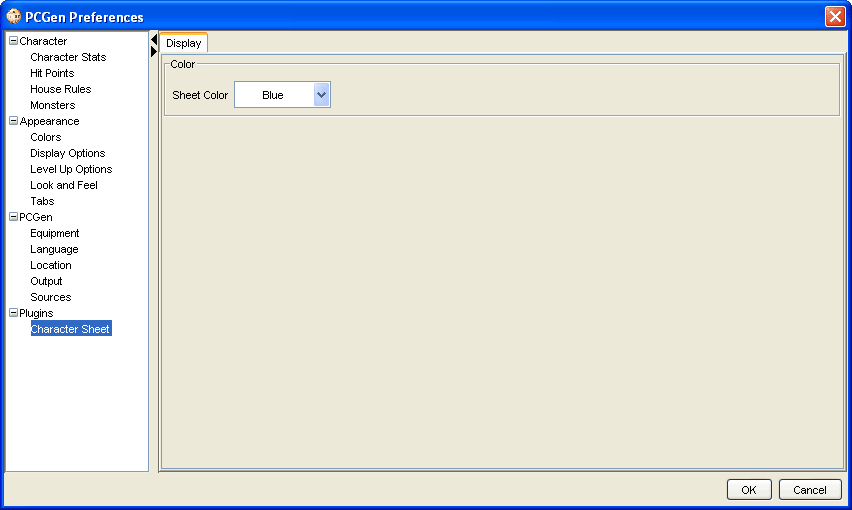 PCGen Preferences
Character
Character Stats
Hit Points
House Rules
Monsters
Appearance
Colors
Display Options
Level Up Options
Look and Feel
Tabs
PCGen
Equipment
Language
Location
Output
Sources
Plugins
Character Sheet
Display
Color
Sheet Color Blue
OK Cancel